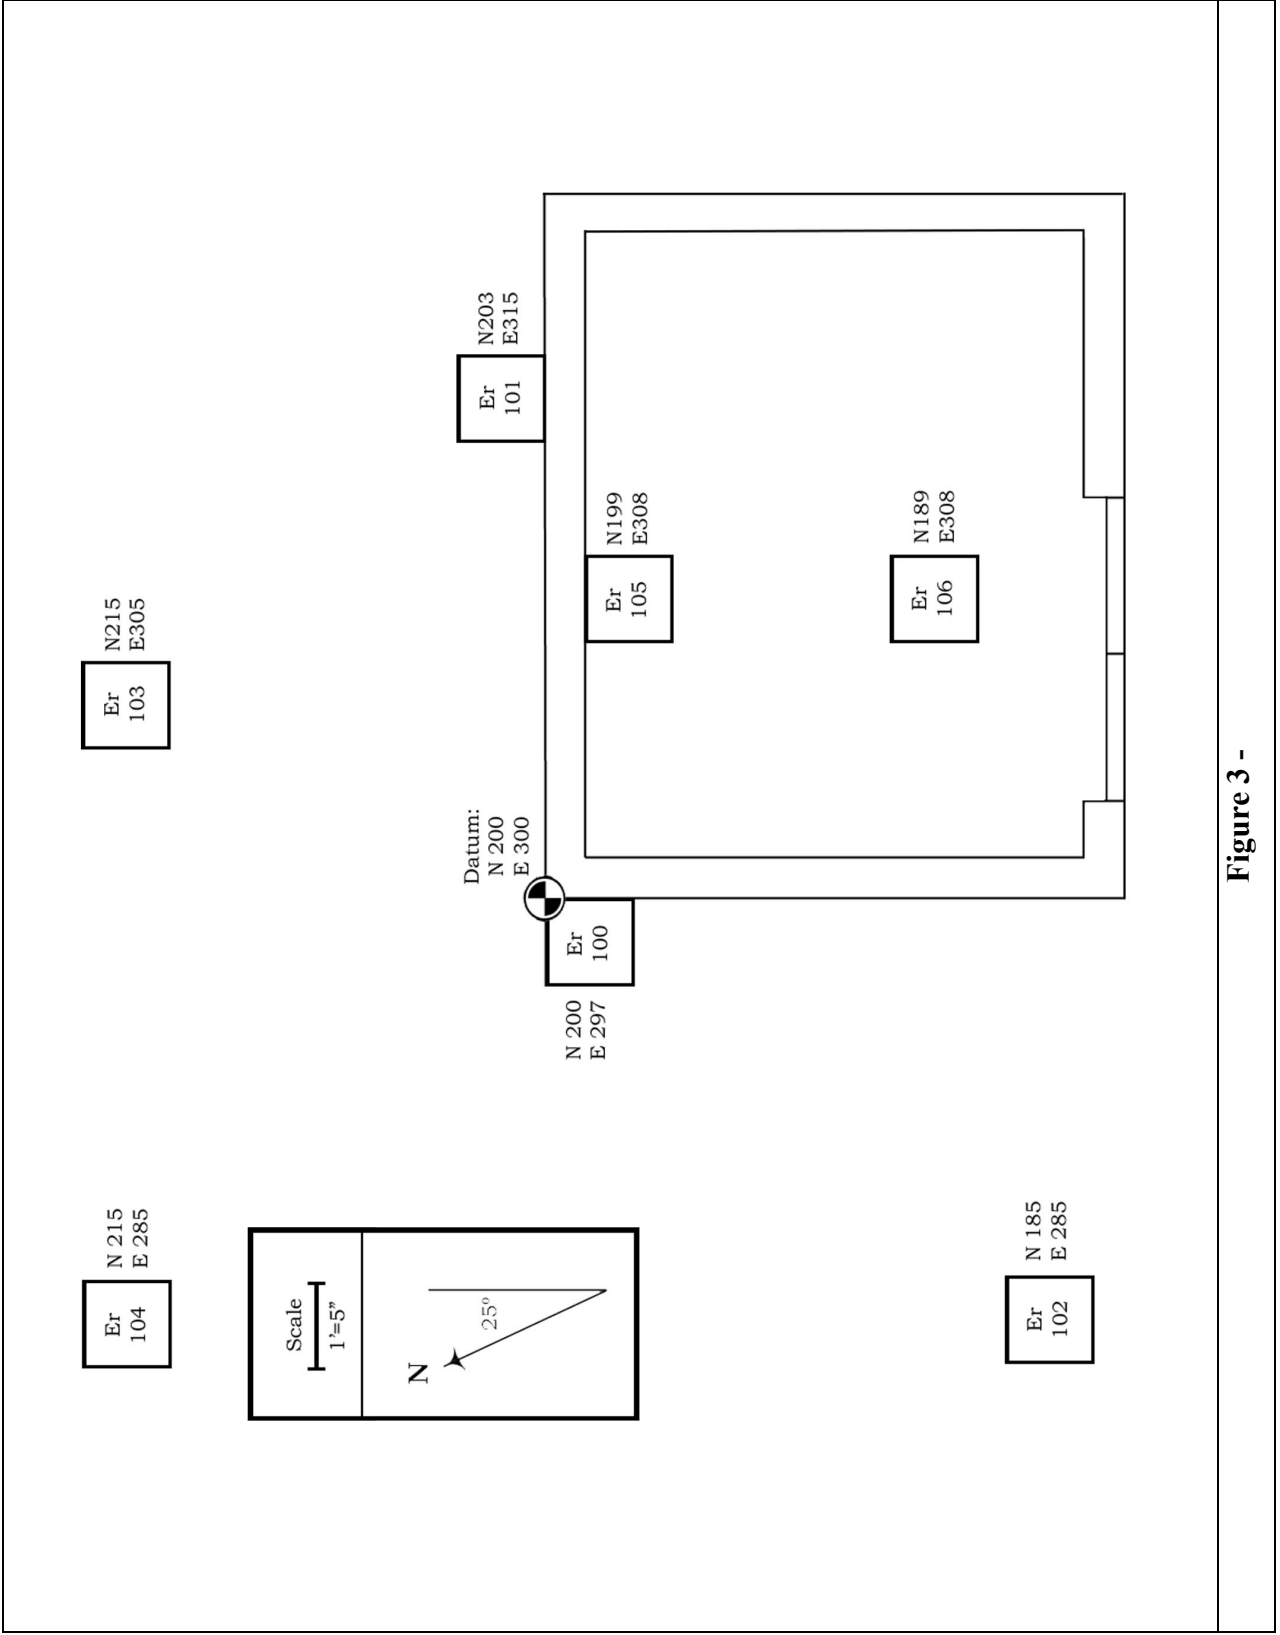 N 215
E 285
Er
104
N215
E305
Er
103
Scale
1'=5”
N
25°
Datum:
N 200
E 300
Er
100
N 200
E 297
N203
E315
Er
101
N199
E308
Er
105
N189
E308
Er
106
N 185
E 285
Er
102
Figure 3 -